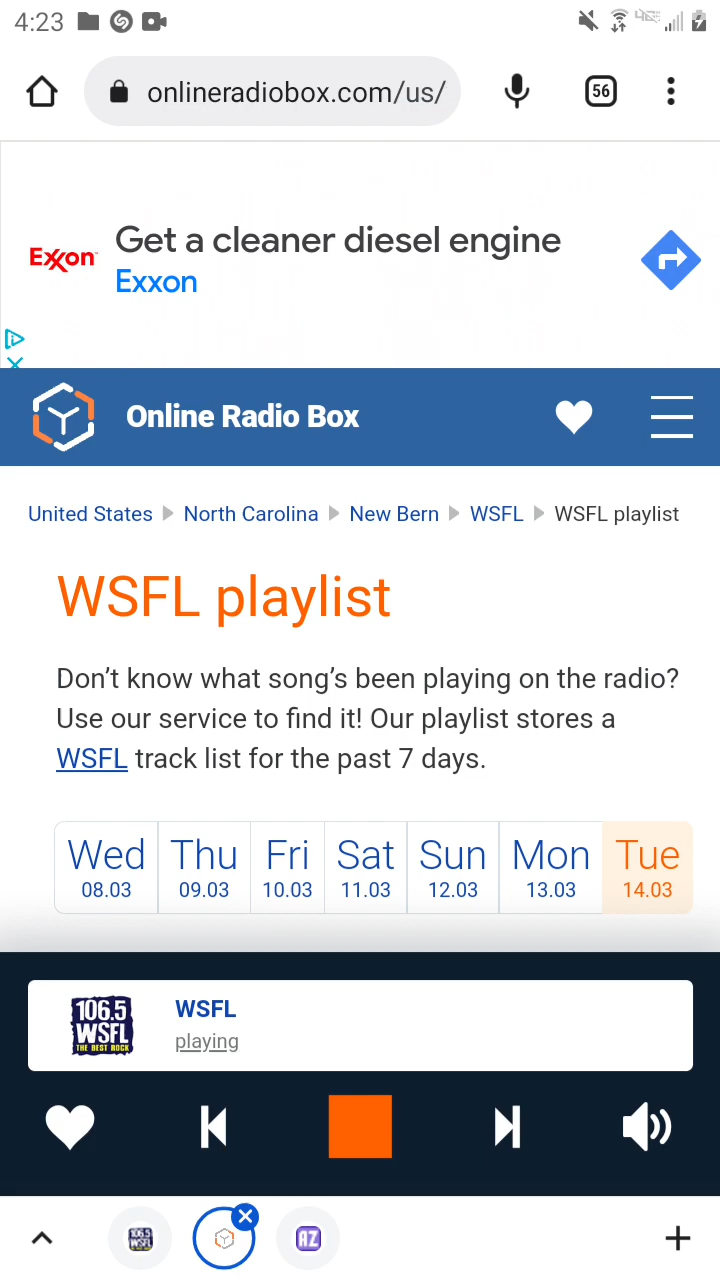 4:23
onlineradiobox.com/us/
56
Get a cleaner diesel engine
Exxon
Exxon
Online Radio Box
United States North Carolina New Bern WSFL WSFL playlist
WSFL playlist
Don't know what song's been playing on the radio?
Use our service to find it! Our playlist stores a
WSFL track list for the past 7 days.
Wed Thu Fri Sat Sun Mon Tue
08.03 09.03 10.03 11.03 12.03 13.03 14.03
106.5
WSFL
THE BEST ROCK
WSFL
playing
106.5
WSFL
AZ